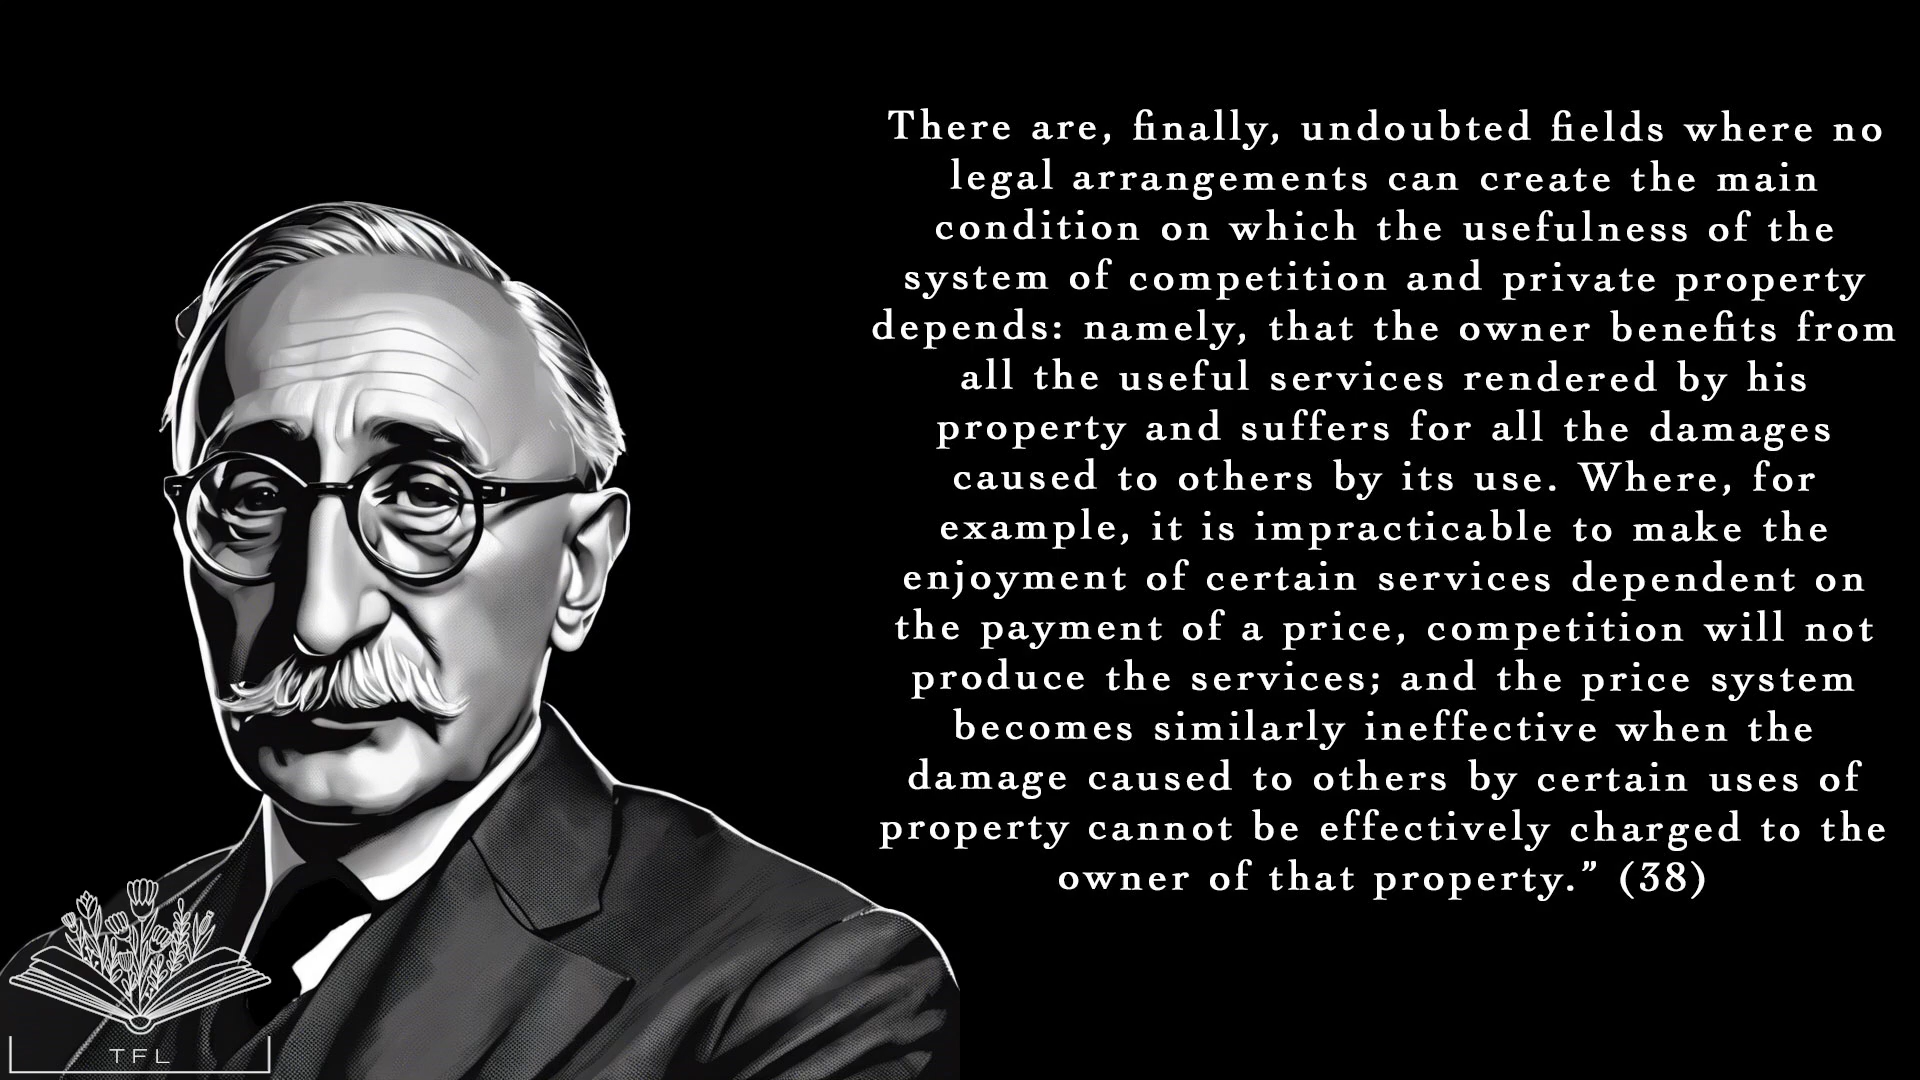 There are, finally, undoubted fields where no
legal arrangements can create the main
condition on which the usefulness of the
system of competition and private property
depends: namely, that the owner benefits from
all the useful services rendered by his
property and suffers for all the damages
caused to others by its use. Where, for
example, it is impracticable to make the
enjoyment of certain services dependent on
the payment of a price, competition will not
produce the services; and the price system
becomes similarly ineffective when the
damage caused to others by certain uses of
property cannot be effectively charged to the
owner of that property.” (38)
TFL